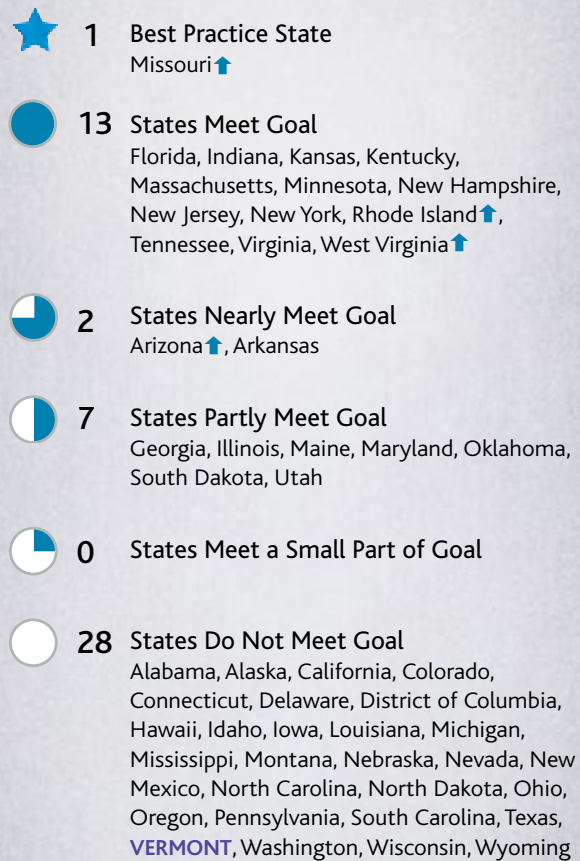 1 Best Practice State
Missouri⬆
13 States Meet Goal
Florida, Indiana, Kansas, Kentucky,
Massachusetts, Minnesota, New Hampshire,
New Jersey, New York, Rhode Island⬆,
Tennessee, Virginia, West Virginia⬆
2 States Nearly Meet Goal
Arizona⬆, Arkansas
7 States Partly Meet Goal
Georgia, Illinois, Maine, Maryland, Oklahoma,
South Dakota, Utah
0 States Meet a Small Part of Goal
28 States Do Not Meet Goal
Alabama, Alaska, California, Colorado,
Connecticut, Delaware, District of Columbia,
Hawaii, Idaho, Iowa, Louisiana, Michigan,
Mississippi, Montana, Nebraska, Nevada, New
Mexico, North Carolina, North Dakota, Ohio,
Oregon, Pennsylvania, South Carolina, Texas,
VERMONT, Washington, Wisconsin, Wyoming